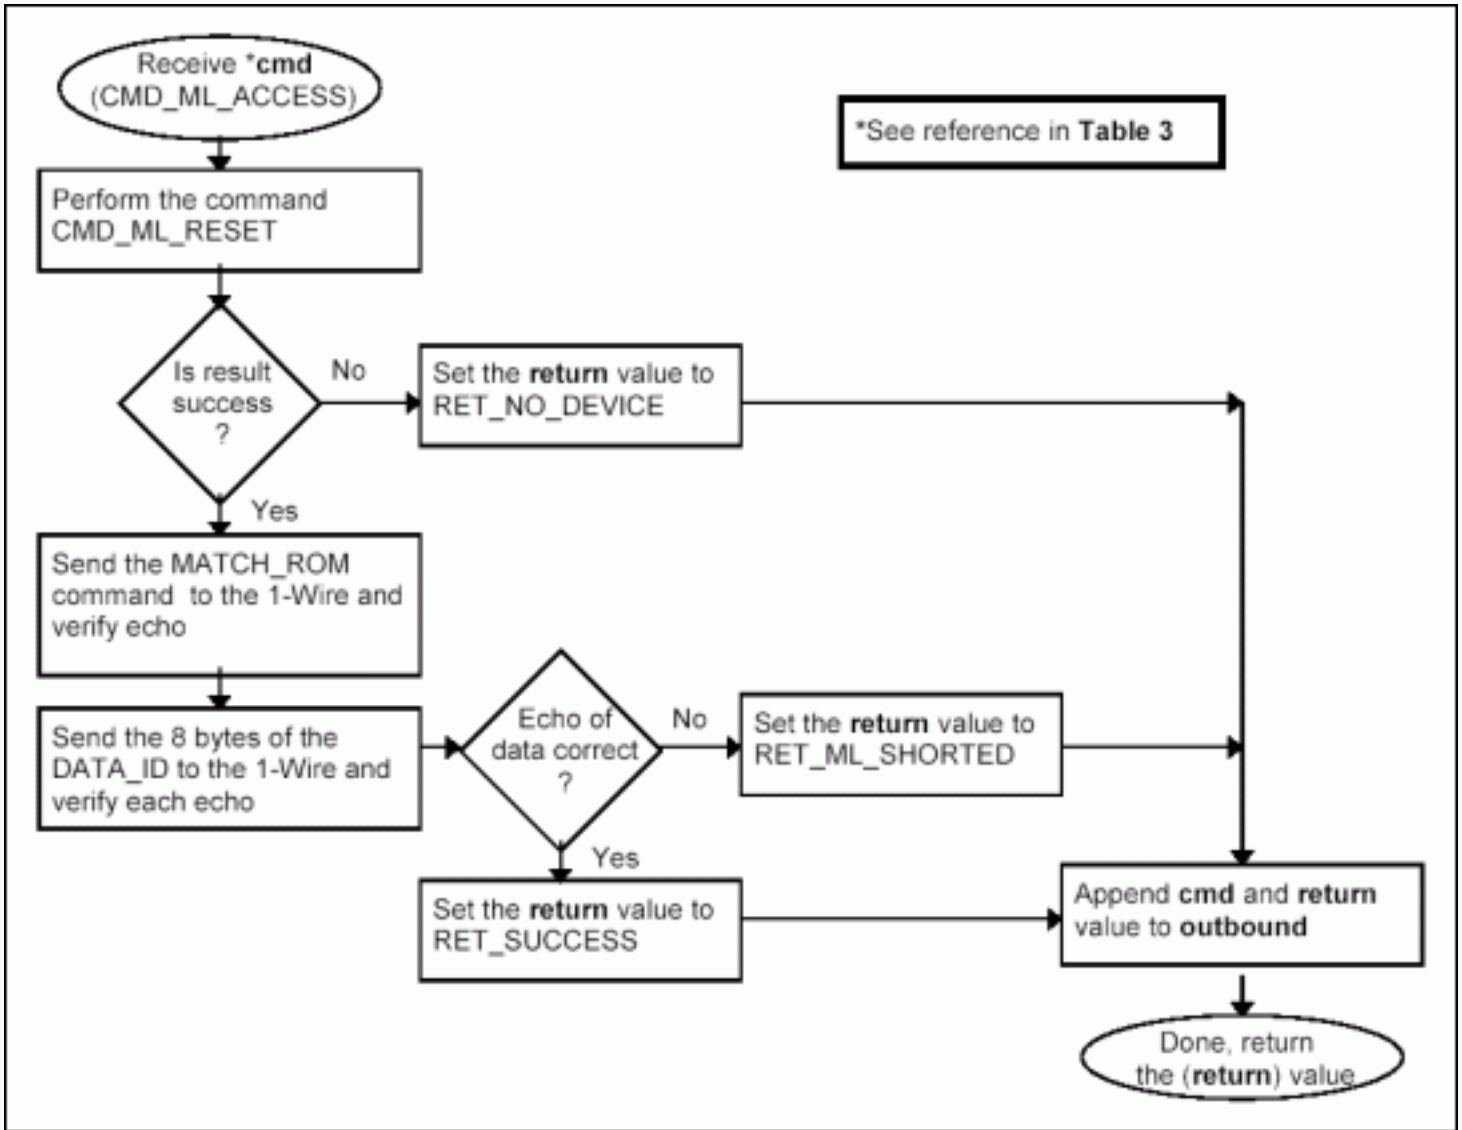 Receive *cmd
(CMD_ML_ACCESS)
*See reference in Table 3
Perform the command
CMD_ML_RESET
Is result
success
?
No
Set the return value to
RET_NO_DEVICE
Yes
Send the MATCH_ROM
command to the 1-Wire and
verify echo
Send the 8 bytes of the
DATA_ID to the 1-Wire and
verify each echo
Echo of
data correct
?
No
Set the return value to
RET_ML_SHORTED
Yes
Set the return value to
RET_SUCCESS
Append cmd and return
value to outbound
Done, return
the (return) value